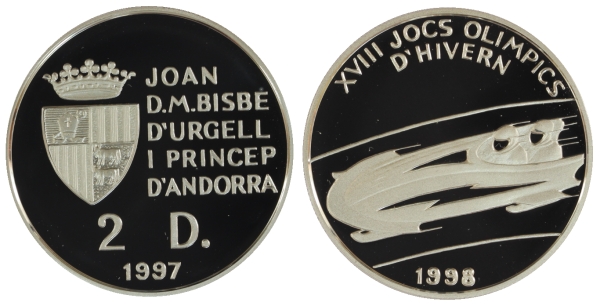 JOAN
D.M.BISBE
D'URGELL
I PRINCEP
D'ANDORRA
2 D.
1997
XVIII JOCS OLIMPICS
D'HIVERN
1998